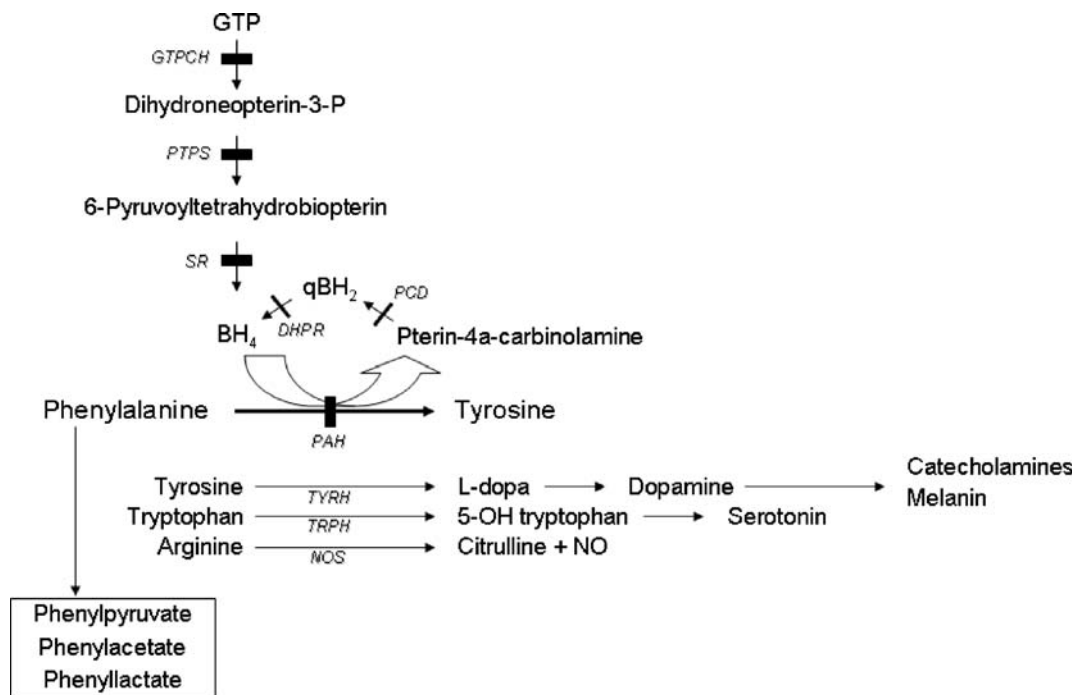 GTP
GTPCH
Dihydroneopterin-3-P
PTPS
6-Pyruvoyltetrahydrobiopterin
SR
qBH2
PCD
DHPR
BH4
Pterin-4a-carbinolamine
Phenylalanine
Tyrosine
PAH
Catecholamines
Melanin
Tyrosine TYRH L-dopa Dopamine
Tryptophan TRPH 5-OH tryptophan Serotonin
Arginine NOS Citrulline + NO
Phenylpyruvate
Phenylacetate
Phenyllactate